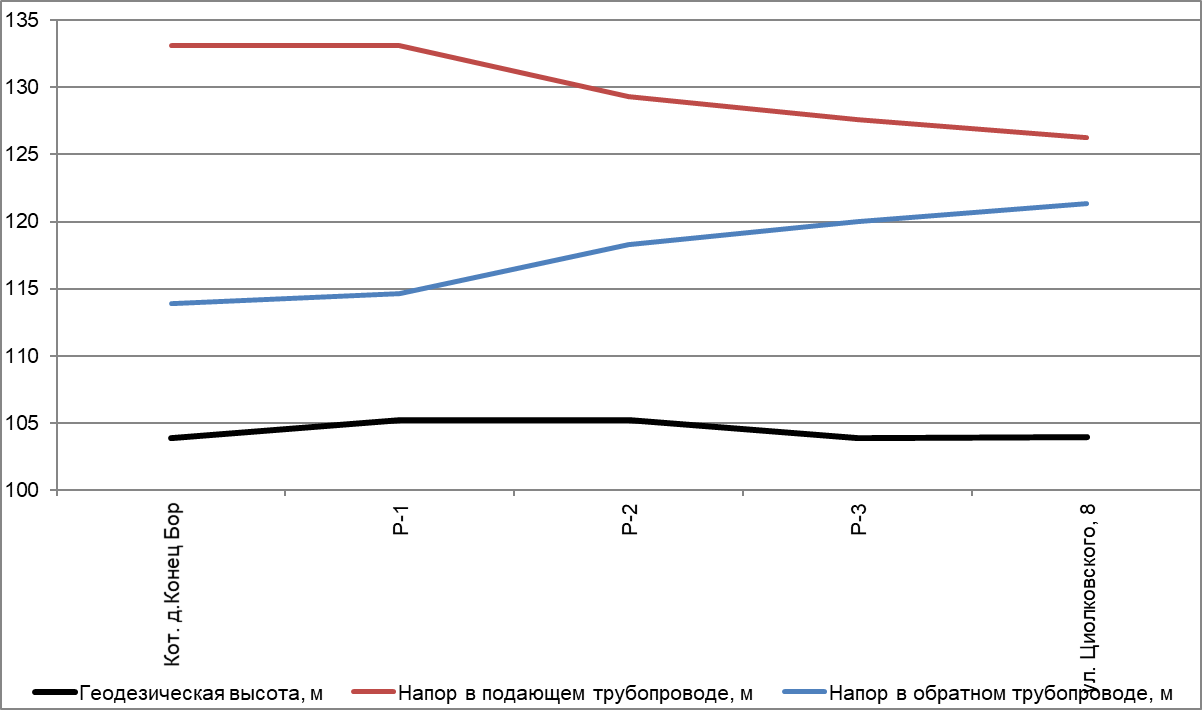 135
130
125
120
115
110
105
100
Кот. д.Конец Бор
Р-1
Р-2
Р-3
ул. Циолковского, 8
Геодезическая высота, м
Напор в подающем трубопроводе, м
Напор в обратном трубопроводе, м